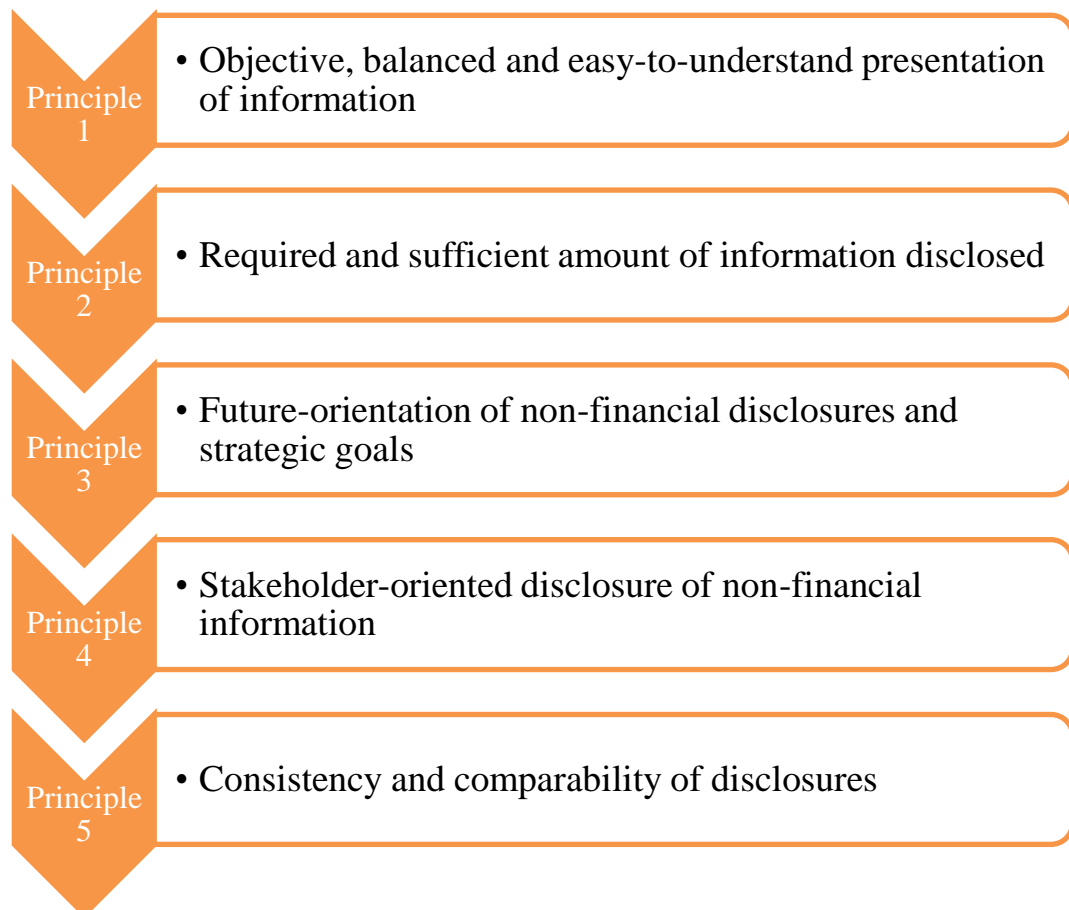 Principle
1
• Objective, balanced and easy-to-understand presentation
of information
Principle
2
• Required and sufficient amount of information disclosed
Principle
3
• Future-orientation of non-financial disclosures and
strategic goals
Principle
4
• Stakeholder-oriented disclosure of non-financial
information
Principle
5
• Consistency and comparability of disclosures